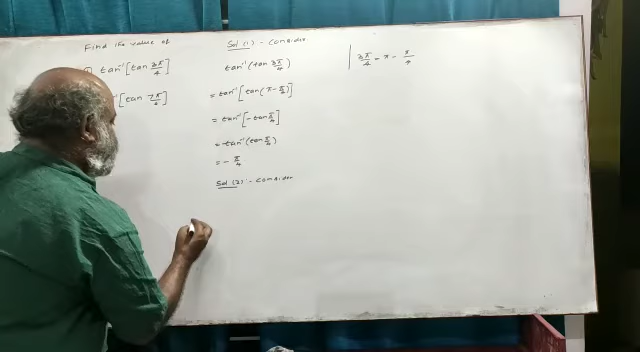 Find the value of
tan⁻¹[tan 3π/4]
⁻¹[tan 7π/6]
Sol (1) - consider
tan⁻¹(tan 3π/4)
= tan⁻¹[tan(π - π/4)]
= tan⁻¹[-tan π/4]
= -tan⁻¹(tan π/4)
= - π/4
Sol (2) - consider
3π/4 = π - π/4